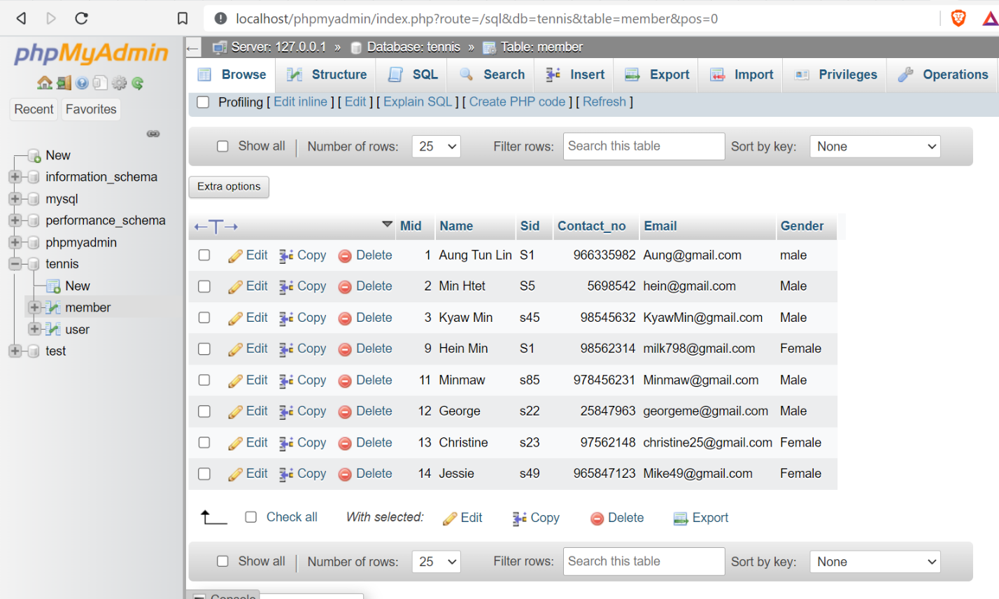 localhost/phpmyadmin/index.php?route=/sql&db=tennis&table=member&pos=0
phpMyAdmin
Recent Favorites
New
information_schema
mysql
performance_schema
phpmyadmin
tennis
New
member
user
test
Server: 127.0.0.1 » Database: tennis » Table: member
Browse Structure SQL Search Insert Export Import Privileges Operations
Profiling [ Edit inline ] [ Edit ] [ Explain SQL ] [ Create PHP code ] [ Refresh ]
Show all | Number of rows: 25 Filter rows: Search this table Sort by key: None
Extra options
←T→ Mid Name Sid Contact_no Email Gender
Edit Copy Delete 1 Aung Tun Lin S1 966335982 Aung@gmail.com male
Edit Copy Delete 2 Min Htet S5 5698542 hein@gmail.com Male
Edit Copy Delete 3 Kyaw Min s45 98545632 KyawMin@gmail.com Male
Edit Copy Delete 9 Hein Min S1 98562314 milk798@gmail.com Female
Edit Copy Delete 11 Minmaw s85 978456231 Minmaw@gmail.com Male
Edit Copy Delete 12 George s22 25847963 georgeme@gmail.com Male
Edit Copy Delete 13 Christine s23 97562148 christine25@gmail.com Female
Edit Copy Delete 14 Jessie s49 965847123 Mike49@gmail.com Female
Check all With selected: Edit Copy Delete Export
Show all | Number of rows: 25 Filter rows: Search this table Sort by key: None
Console